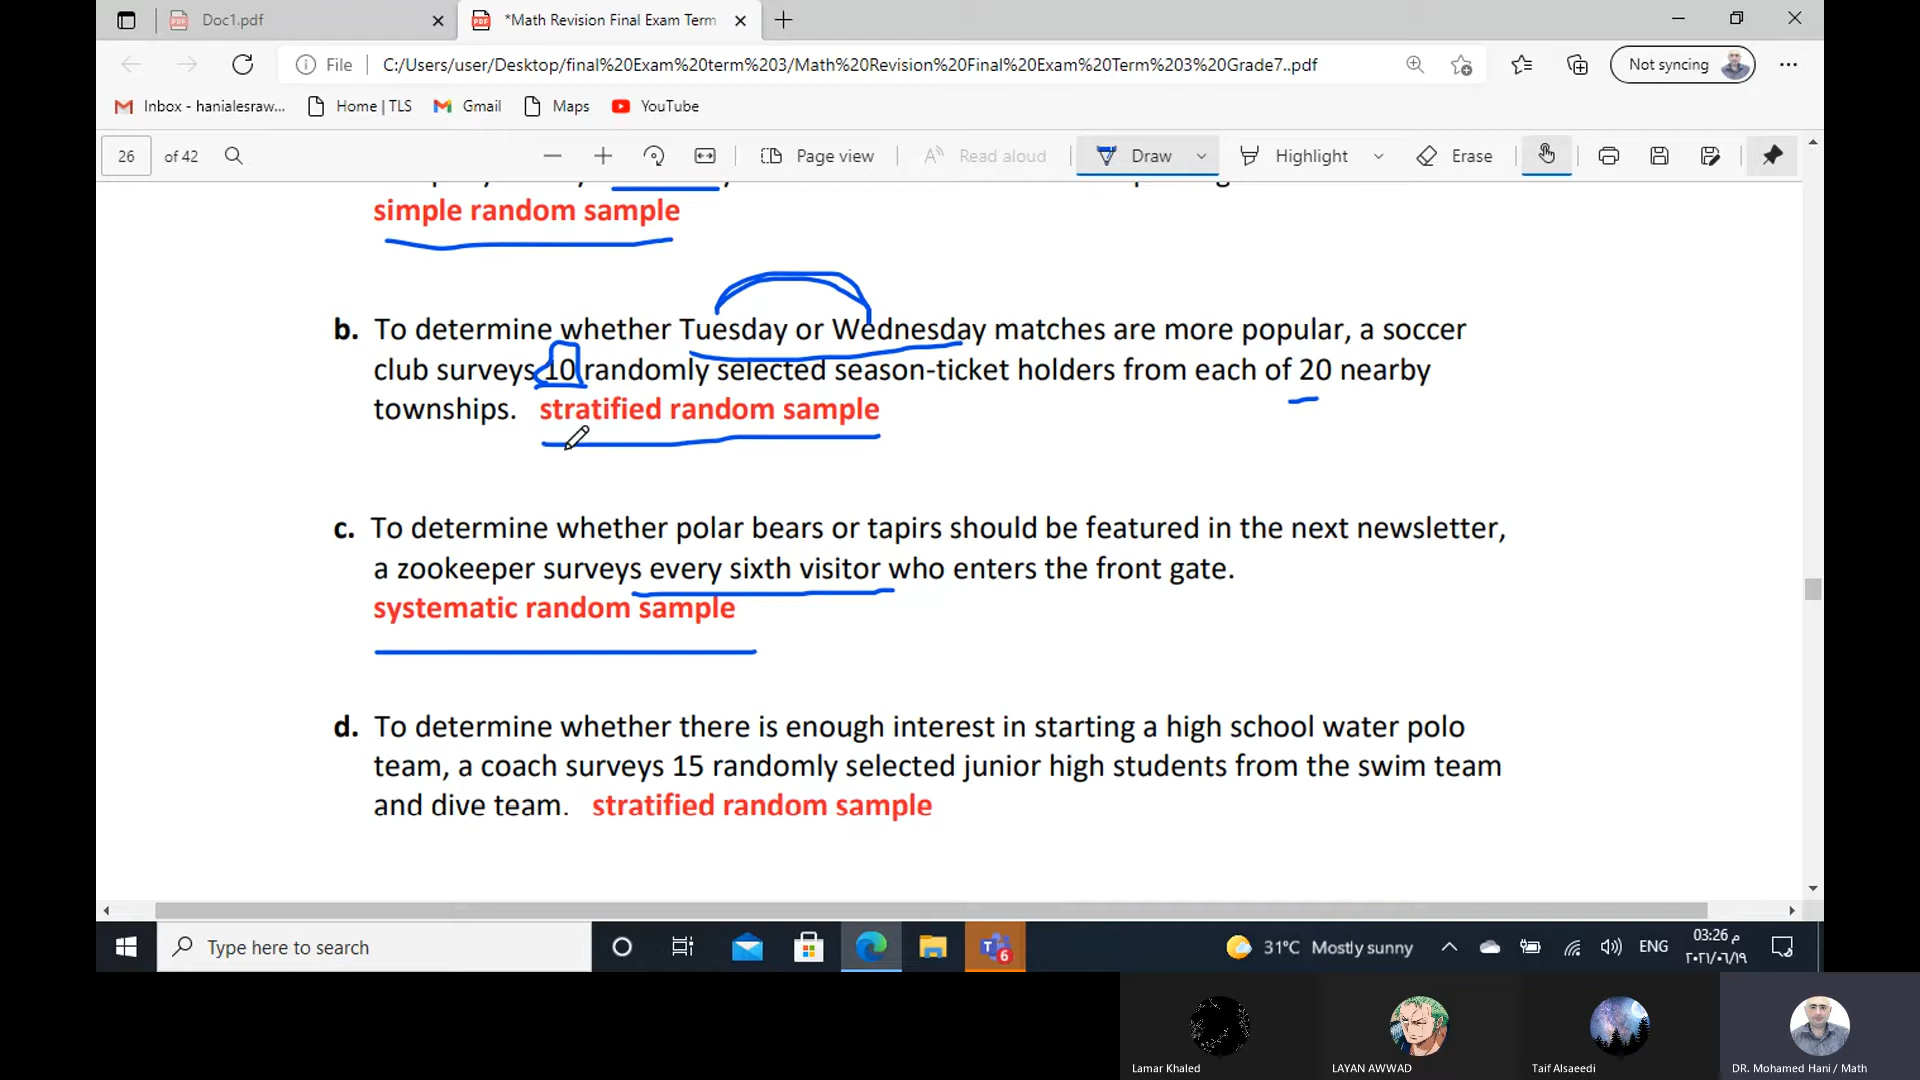 Doc1.pdf
*Math Revision Final Exam Term
File
C:/Users/user/Desktop/final%20Exam%20term%203/Math%20Revision%20Final%20Exam%20Term%203%20Grade7..pdf
Not syncing
Inbox - hanialesraw...
Home | TLS
Gmail
Maps
YouTube
26 of 42
Page view
Read aloud
Draw
Highlight
Erase
simple random sample
b. To determine whether Tuesday or Wednesday matches are more popular, a soccer
club surveys 10 randomly selected season-ticket holders from each of 20 nearby
townships. stratified random sample
c. To determine whether polar bears or tapirs should be featured in the next newsletter,
a zookeeper surveys every sixth visitor who enters the front gate.
systematic random sample
d. To determine whether there is enough interest in starting a high school water polo
team, a coach surveys 15 randomly selected junior high students from the swim team
and dive team. stratified random sample
Type here to search
6
31°C Mostly sunny
ENG
03:26 م
٢٠٢١/٠٦/١٩
Lamar Khaled
LAYAN AWWAD
Taif Alsaeedi
DR. Mohamed Hani / Math